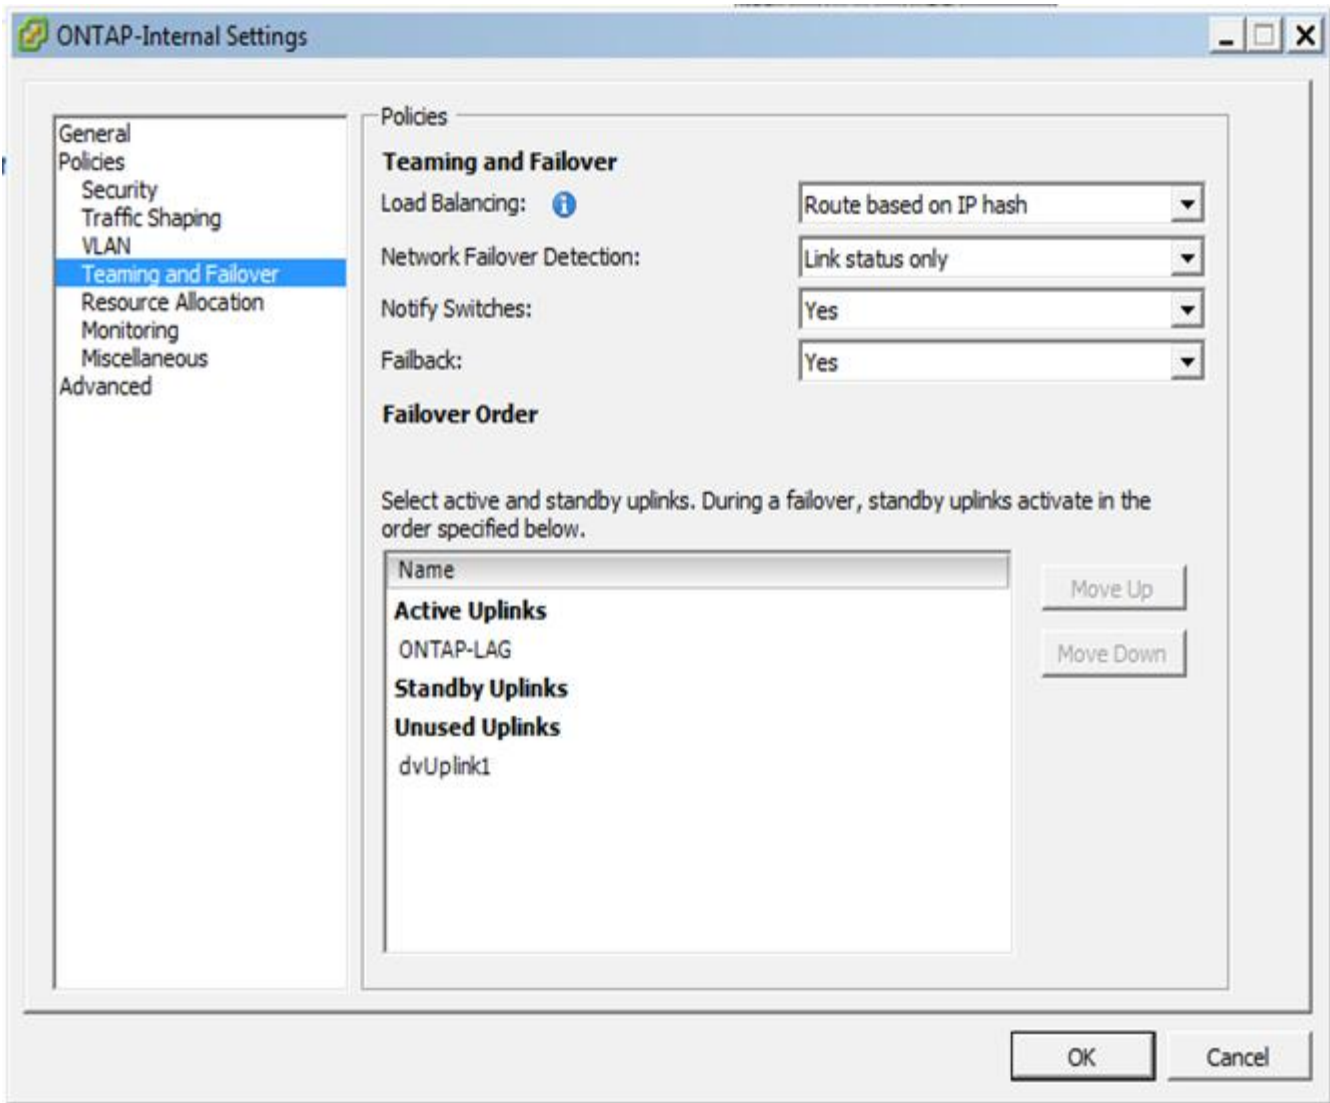 ONTAP-Internal Settings
General
Policies
Security
Traffic Shaping
VLAN
Teaming and Failover
Resource Allocation
Monitoring
Miscellaneous
Advanced
Policies
Teaming and Failover
Load Balancing:
Route based on IP hash
Network Failover Detection:
Link status only
Notify Switches:
Yes
Failback:
Yes
Failover Order
Select active and standby uplinks. During a failover, standby uplinks activate in the
order specified below.
Name
Active Uplinks
ONTAP-LAG
Standby Uplinks
Unused Uplinks
dvUplink1
Move Up
Move Down
OK
Cancel